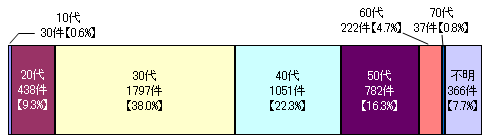 10代
30件【0.6%】
60代
222件【4.7%】
70代
37件【0.8%】
20代
438件
【9.3%】
30代
1797件
【38.0%】
40代
1051件
【22.3%】
50代
782件
【16.3%】
不明
366件
【7.7%】